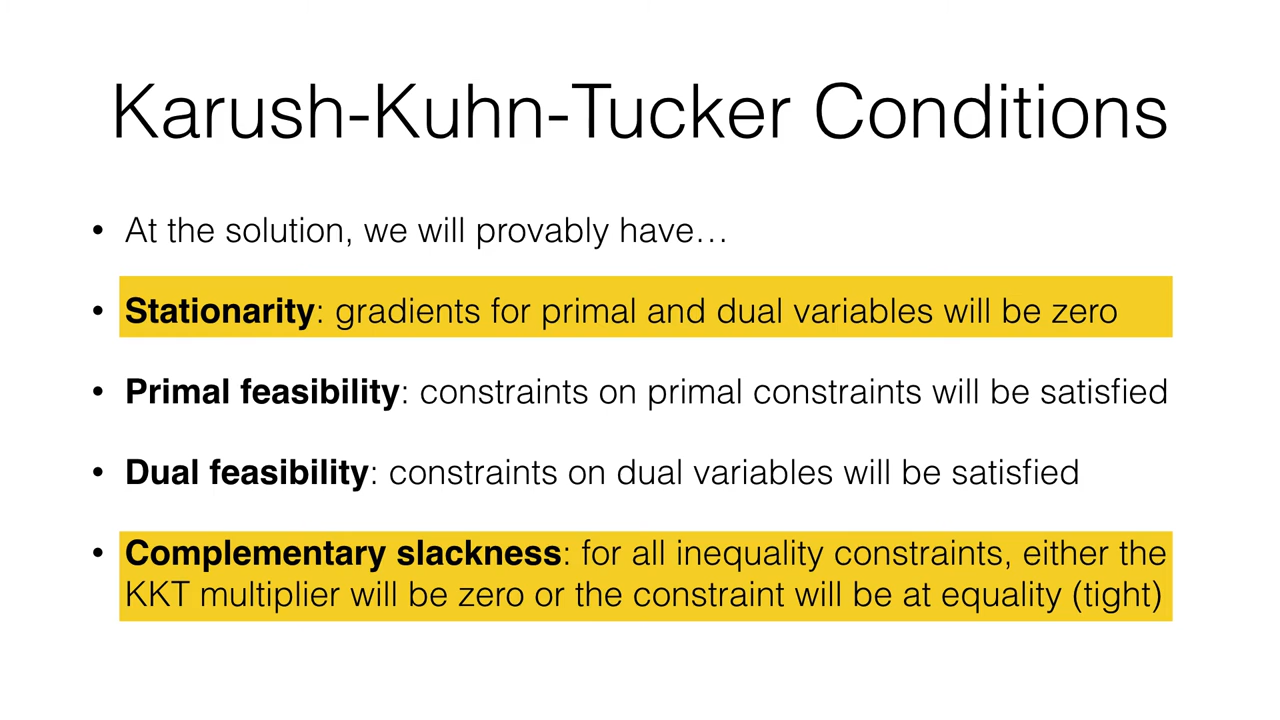 Karush-Kuhn-Tucker Conditions
• At the solution, we will provably have…
• Stationarity: gradients for primal and dual variables will be zero
• Primal feasibility: constraints on primal constraints will be satisfied
• Dual feasibility: constraints on dual variables will be satisfied
• Complementary slackness: for all inequality constraints, either the
KKT multiplier will be zero or the constraint will be at equality (tight)